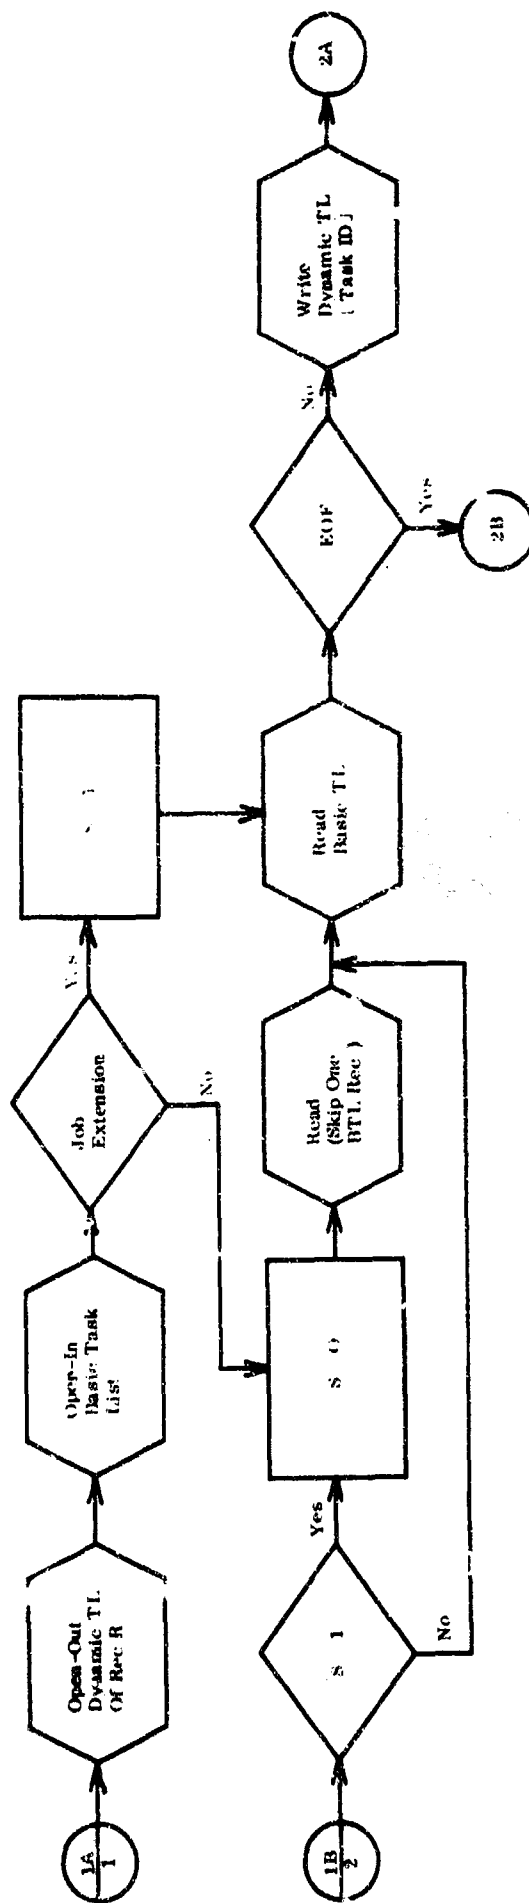 1A
1
Open-Out
Dynamic TL
Of Rec R
Open-In
Basic Task
List
Job
Extension
Yes
No
1B
2
S 1
Yes
No
S 0
Read
(Skip One
BTL Rec )
Read
Basic TL
EOF
No
Yes
2B
Write
Dynamic TL
Task ID
2A